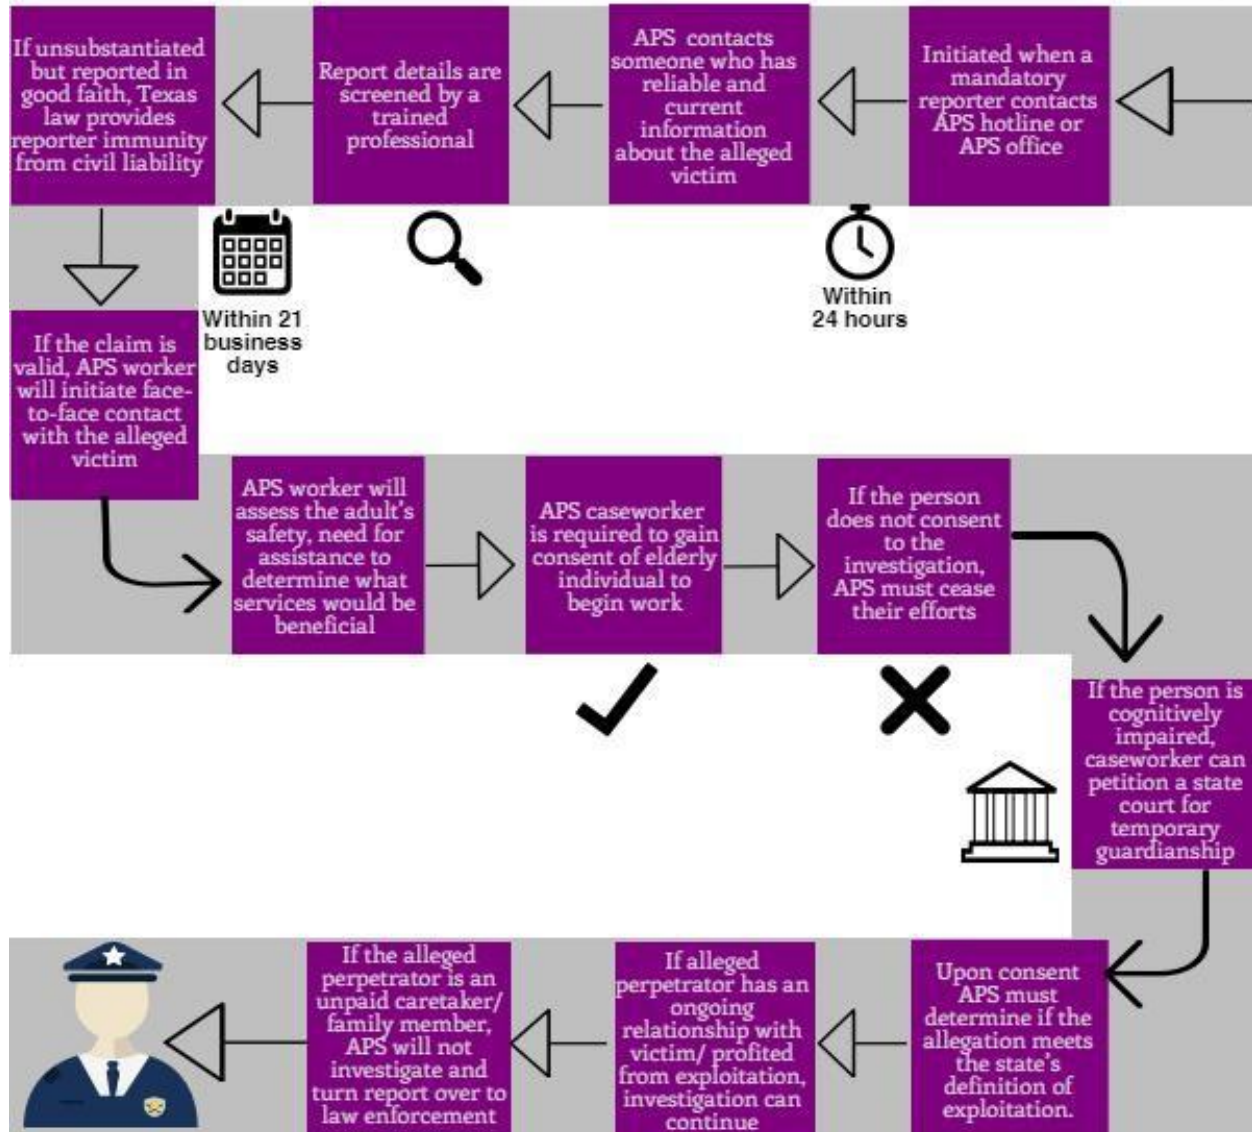 Initiated when a
mandatory
reporter contacts
APS hotline or
APS office
APS contacts
someone who has
reliable and
current
information
about the alleged
victim
Within
24 hours
Report details are
screened by a
trained
professional
If unsubstantiated
but reported in
good faith, Texas
law provides
reporter immunity
from civil liability
Within 21
business
days
If the claim is
valid, APS worker
will initiate face-
to-face contact
with the alleged
victim
APS worker will
assess the adult's
safety, need for
assistance to
determine what
services would be
beneficial
APS caseworker
is required to gain
consent of elderly
individual to
begin work
If the person
does not consent
to the
investigation,
APS must cease
their efforts
If the person is
cognitively
impaired,
caseworker can
petition a state
court for
temporary
guardianship
Upon consent
APS must
determine if the
allegation meets
the state's
definition of
exploitation.
If alleged
perpetrator has an
ongoing
relationship with
victim/ profited
from exploitation,
investigation can
continue
If the alleged
perpetrator is an
unpaid caretaker/
family member,
APS will not
investigate and
turn report over to
law enforcement